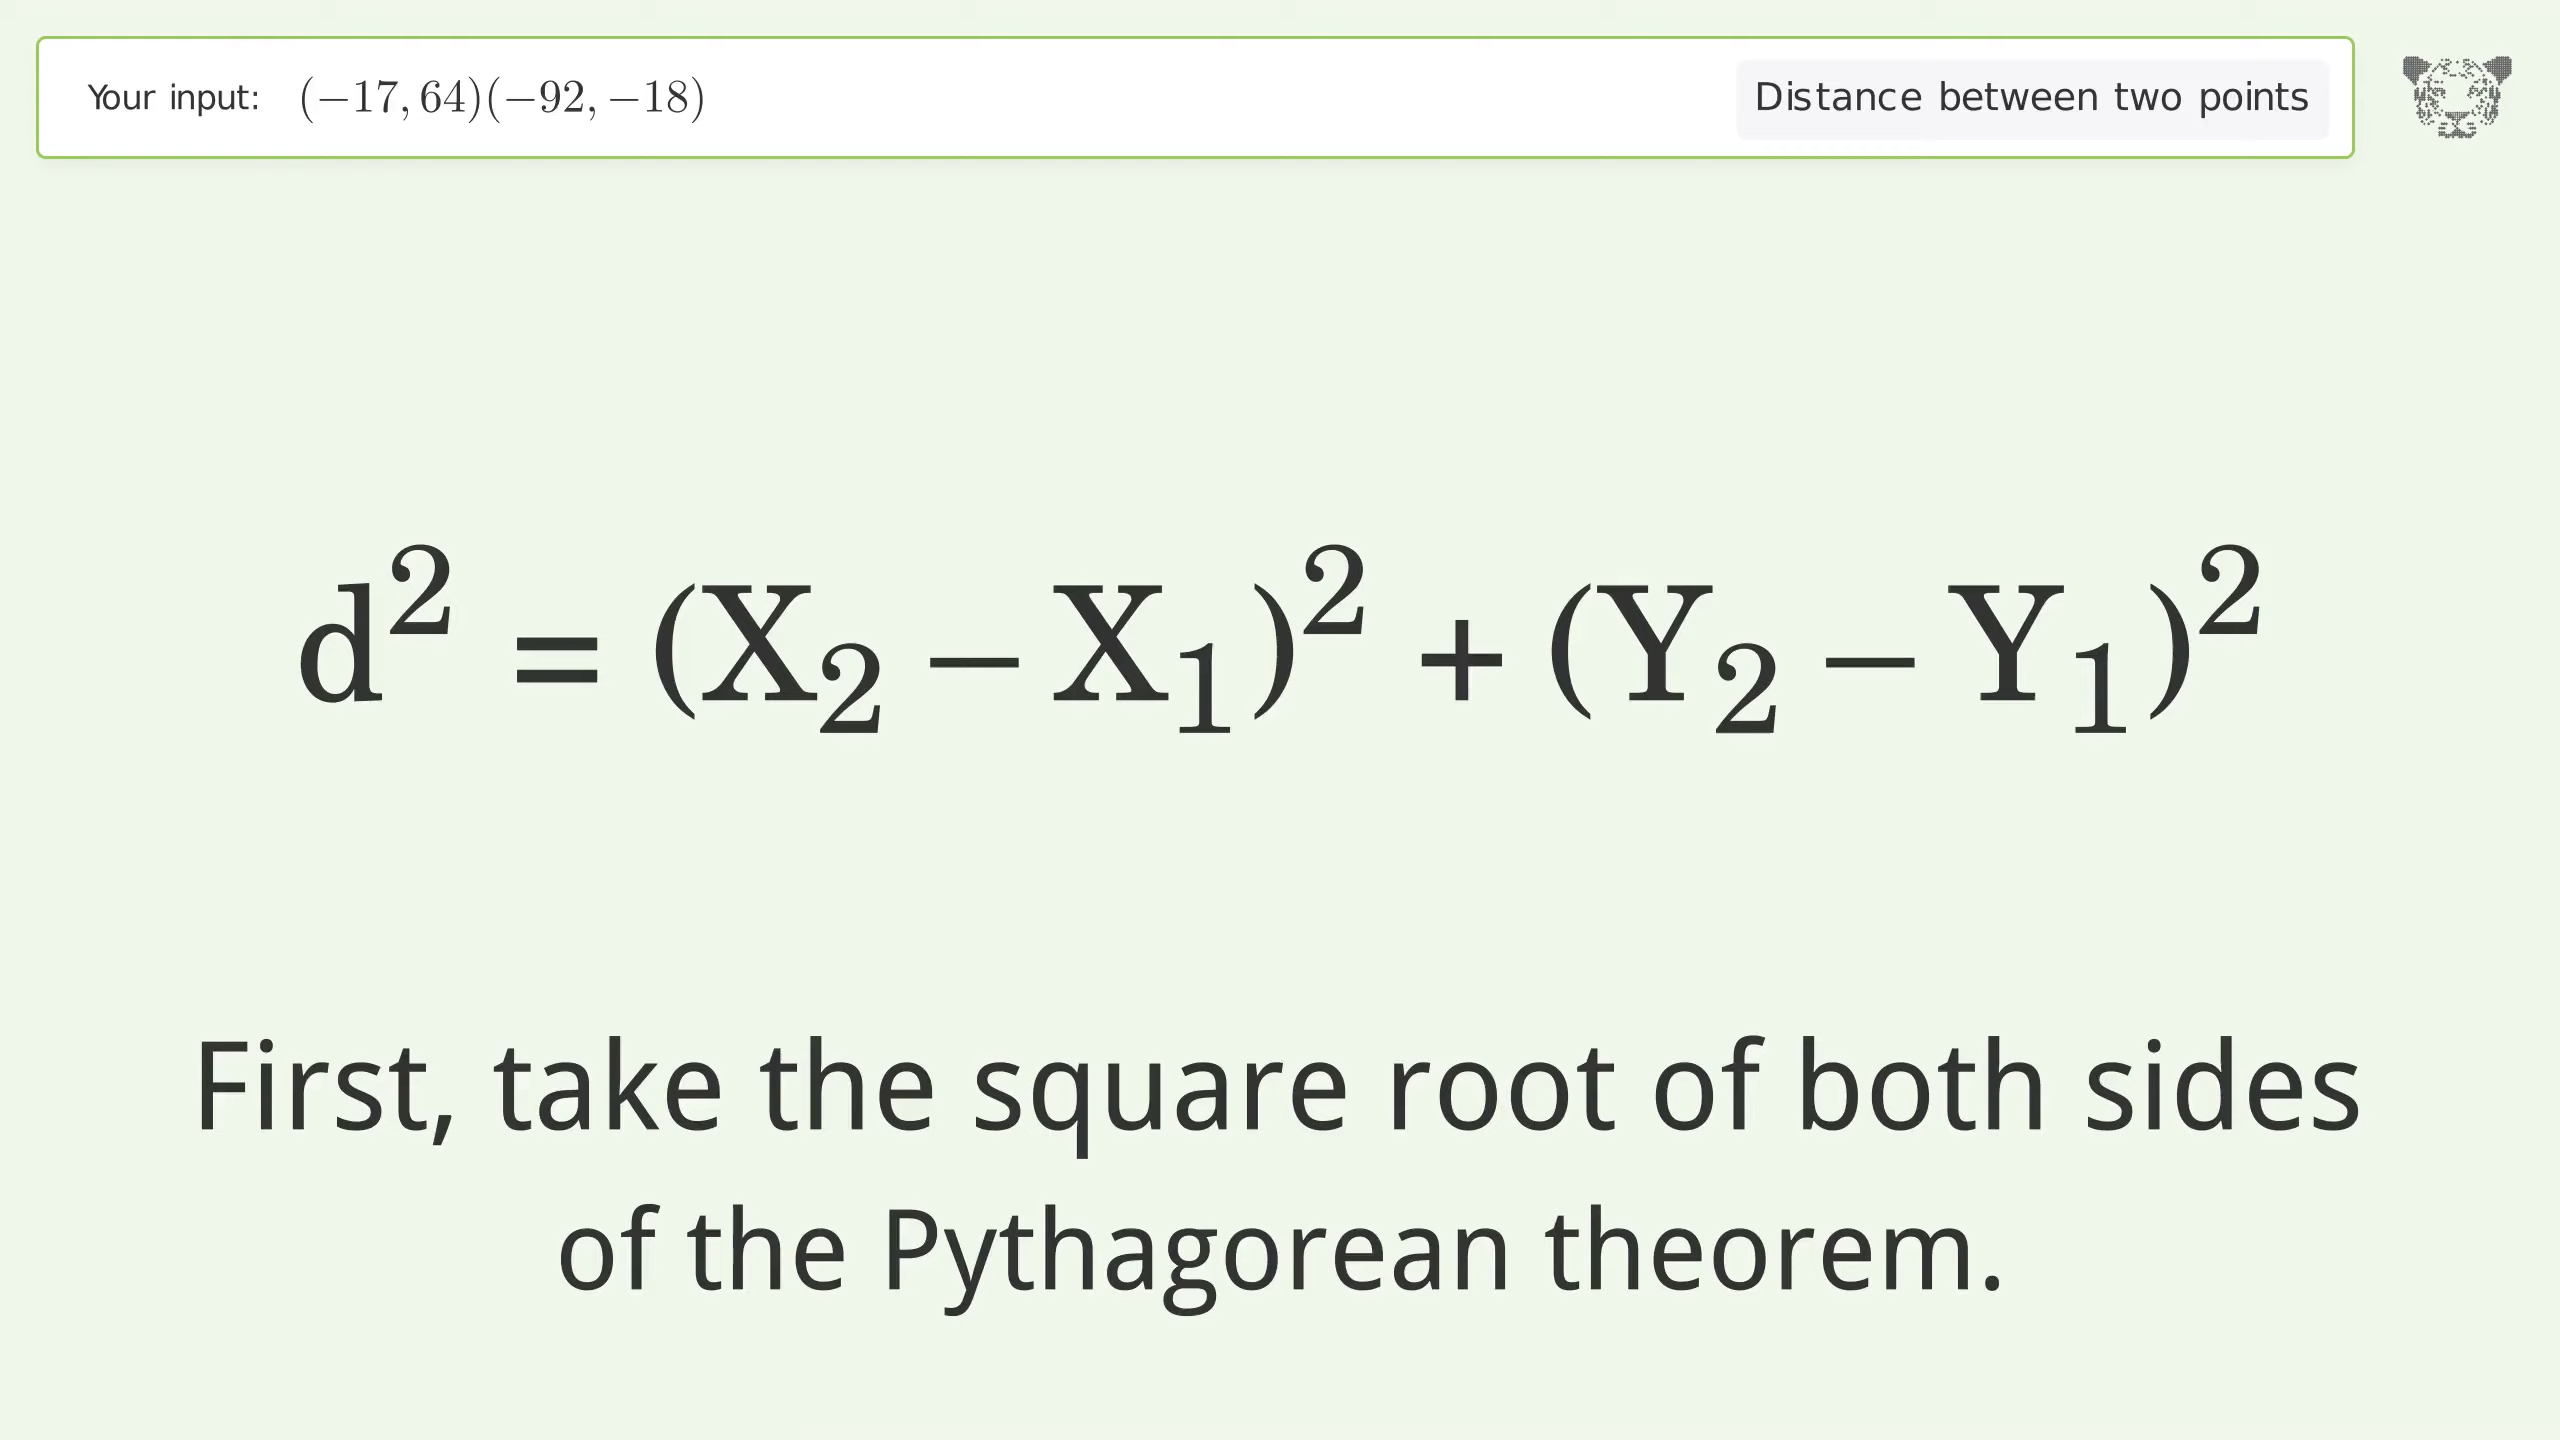 Your input: (−17, 64)(−92, −18) Distance between two points
d² = (X₂ − X₁)² + (Y₂ − Y₁)²
First, take the square root of both sides
of the Pythagorean theorem.